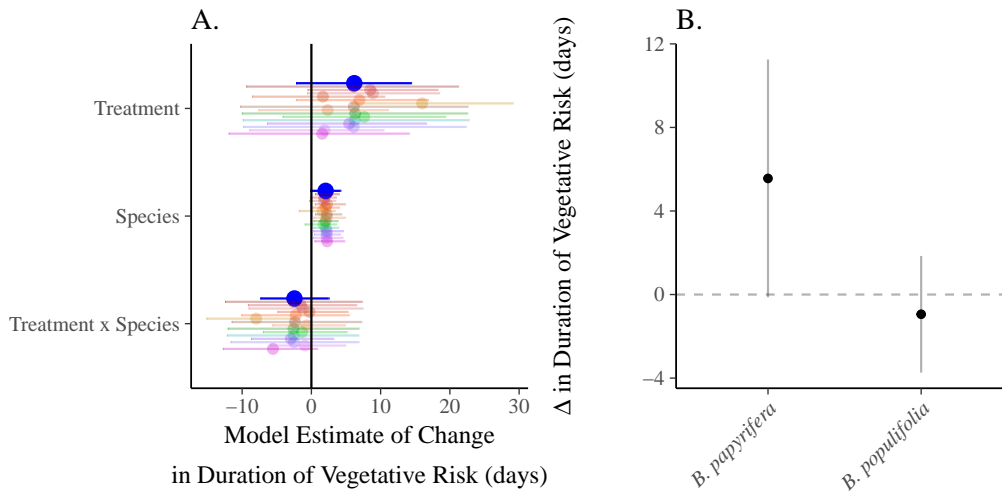 A.
Treatment
Species
Treatment x Species
−10
0
10
20
30
Model Estimate of Change
in Duration of Vegetative Risk (days)
B.
Δ in Duration of Vegetative Risk (days)
12
8
4
0
−4
B. papyrifera
B. populifolia